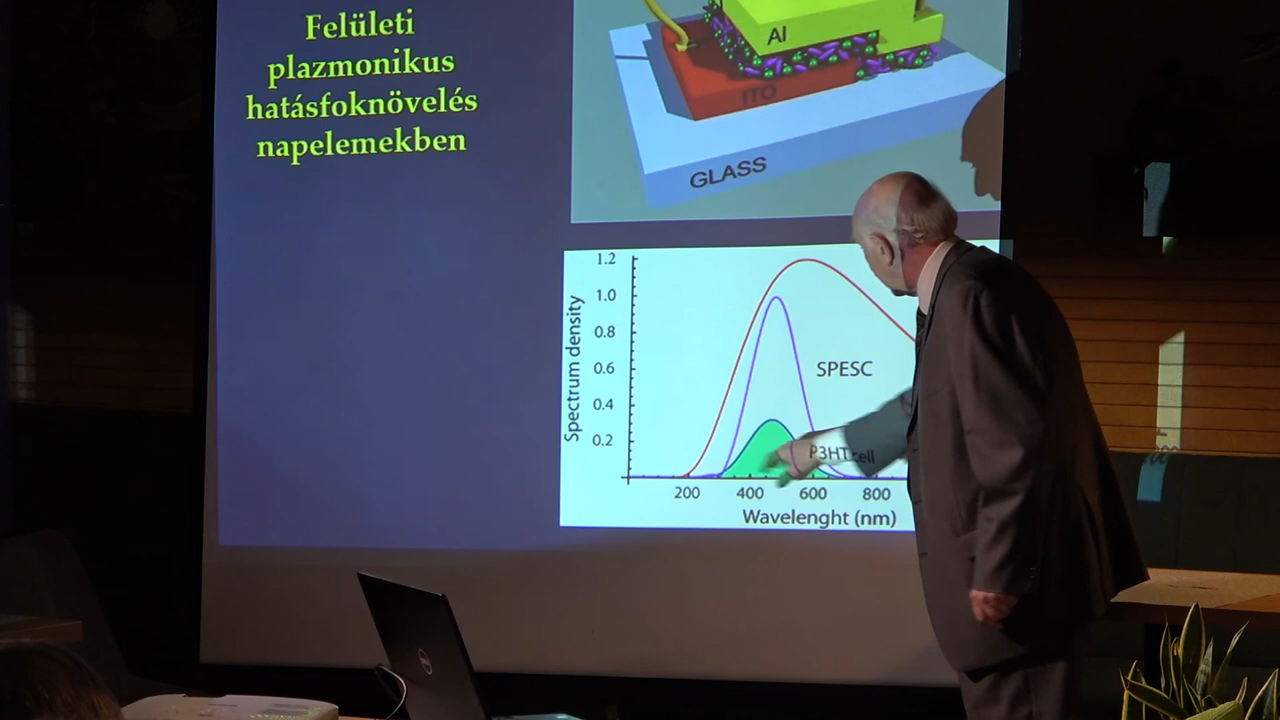 Felületi
plazmonikus
hatásfoknövelés
napelemekben
Al
ITO
GLASS
Spectrum density
1.2
1.0
0.8
0.6
0.4
0.2
SPESC
P3HT cell
200 400 600 800
Wavelenght (nm)
DELL